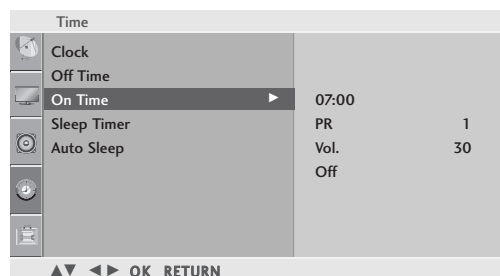 Time
Clock
Off Time
On Time ► 07:00
Sleep Timer PR 1
Auto Sleep Vol. 30
Off
▲▼ ◄► OK RETURN